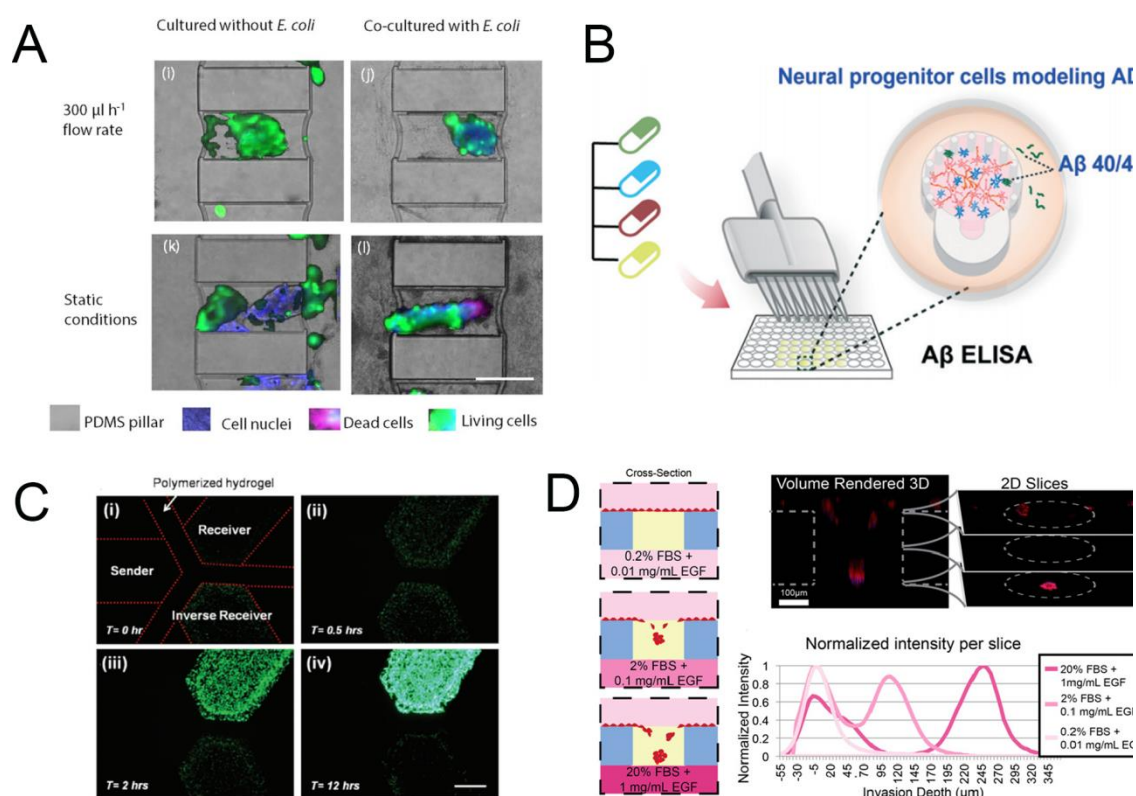 A
Cultured without E. coli
Co-cultured with E. coli
300 µl h⁻¹
flow rate
(i)
(j)
Static
conditions
(k)
(l)
PDMS pillar
Cell nuclei
Dead cells
Living cells
B
Neural progenitor cells modeling AD
Aβ 40/4
Aβ ELISA
C
Polymerized hydrogel
(i)
Receiver
Sender
Inverse Receiver
T= 0 hr
(ii)
T= 0.5 hrs
(iii)
T= 2 hrs
(iv)
T= 12 hrs
D
Cross-Section
0.2% FBS +
0.01 mg/mL EGF
2% FBS +
0.1 mg/mL EGF
20% FBS +
1 mg/mL EGF
Volume Rendered 3D
2D Slices
100µm
Normalized intensity per slice
Normalized Intensity
1
0.8
0.6
0.4
0.2
0
-55 -30 -5 20 45 70 95 120 145 170 195 220 245 270 295 320 345
Invasion Depth (um)
20% FBS +
1mg/mL EGF
2% FBS +
0.1 mg/mL EGF
0.2% FBS +
0.01 mg/mL EG